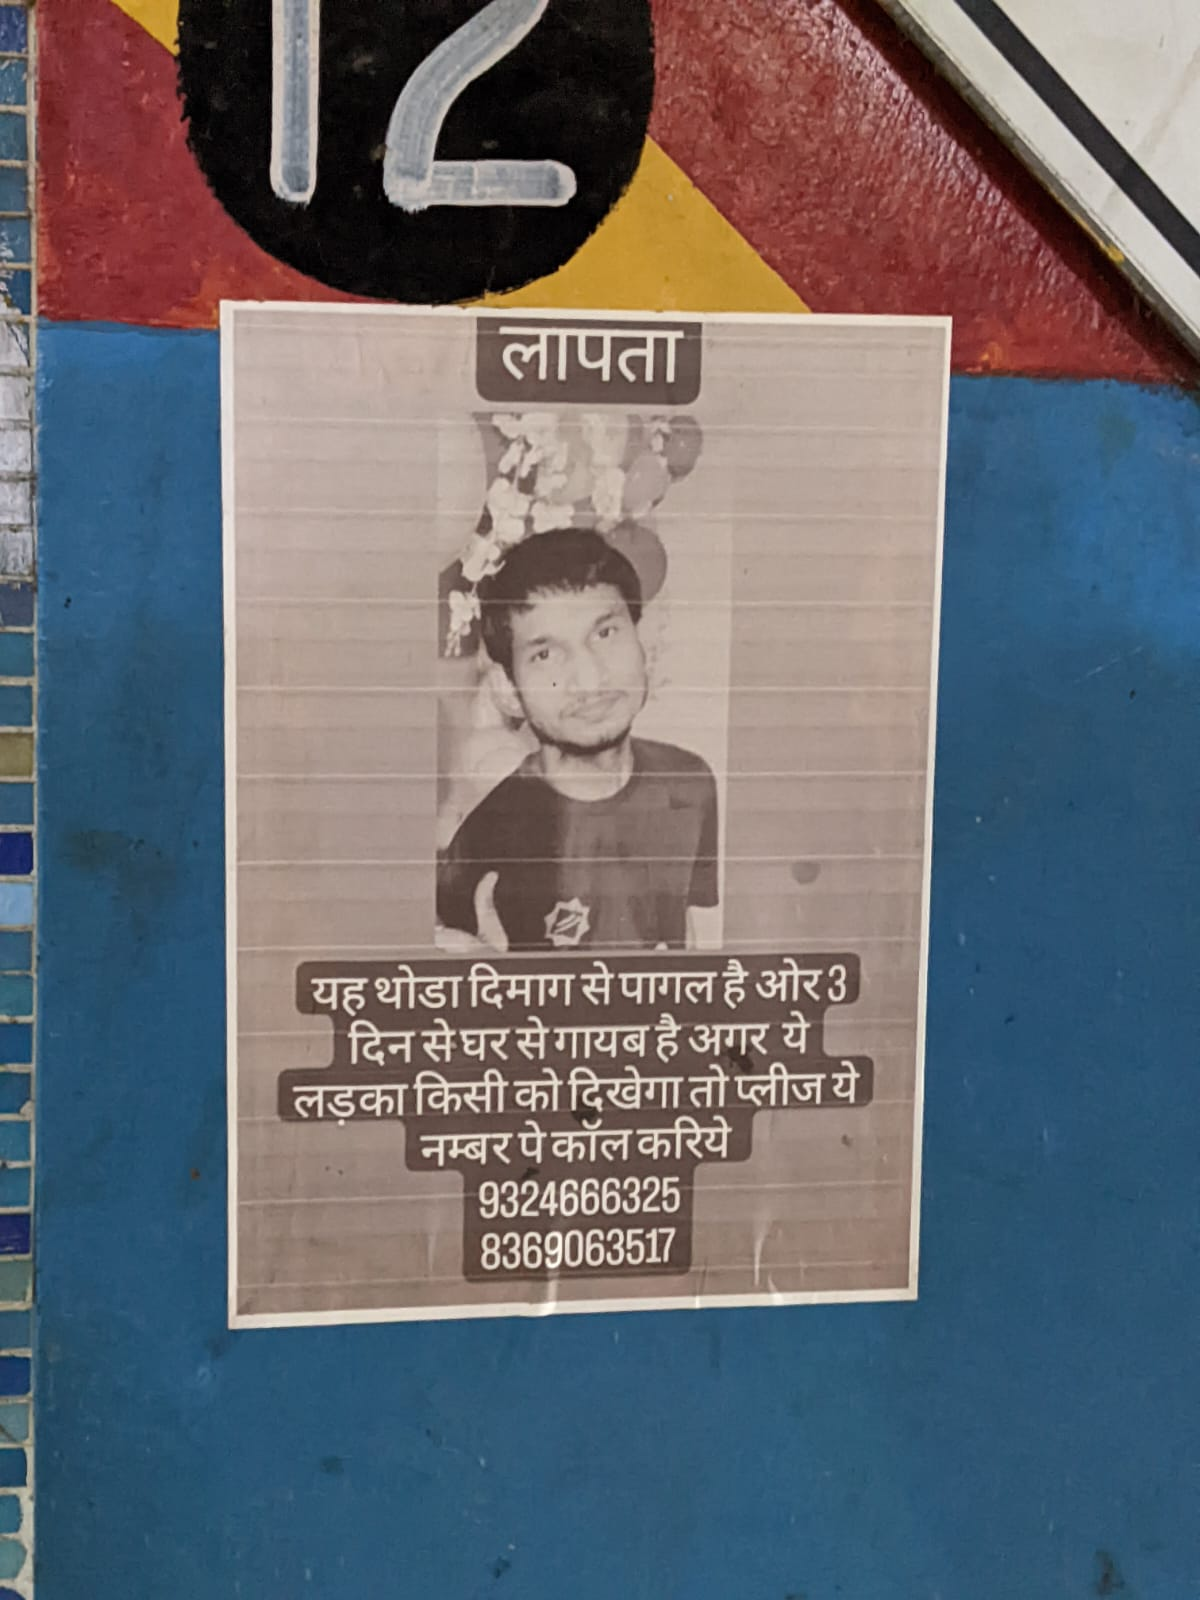 12
लापता
यह थोडा दिमाग से पागल है ओर 3
दिन से घर से गायब है अगर ये
लड़का किसी को दिखेगा तो प्लीज ये
नम्बर पे कॉल करिये
9324666325
8369063517